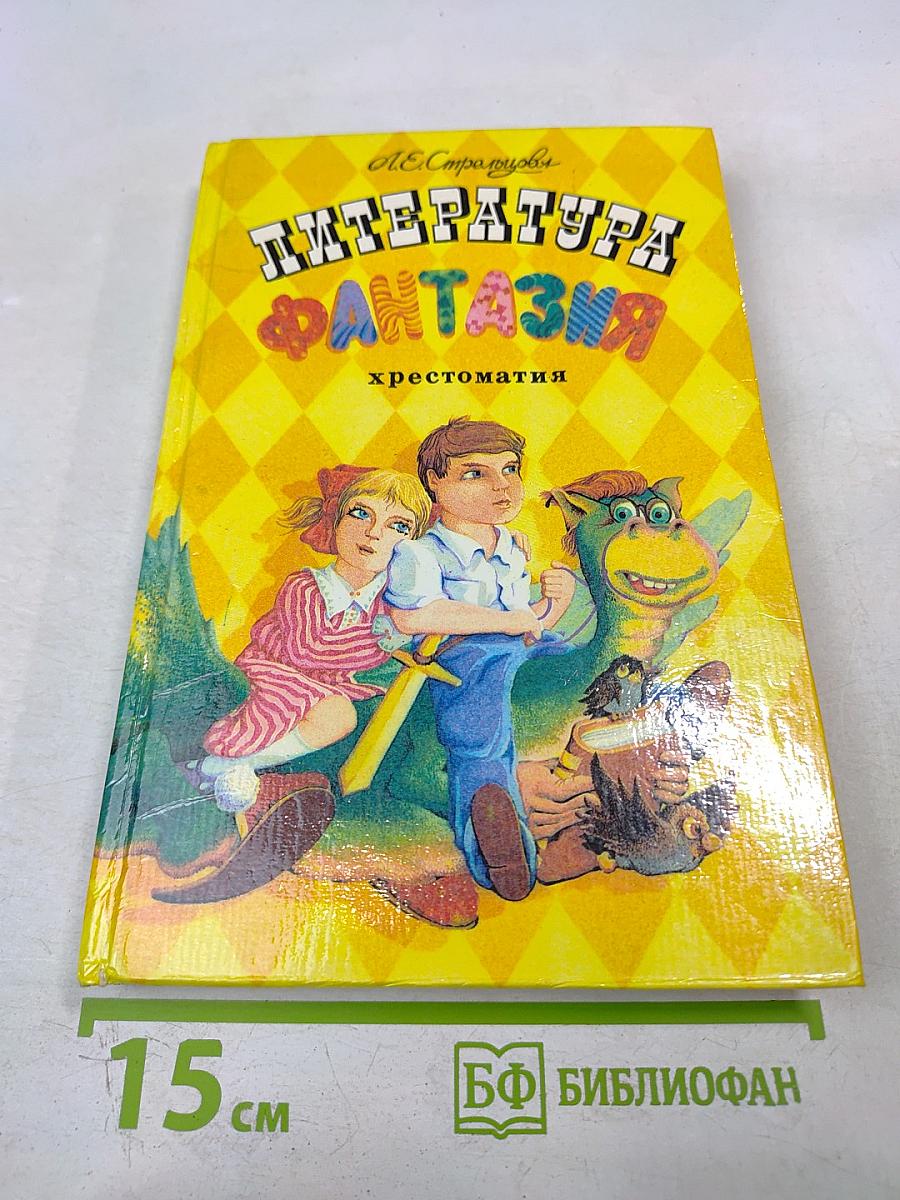 Л.Е.Стрельцова
ЛИТЕРАТУРА
ФАНТАЗИЯ
хрестоматия
15 см
БФ БИБЛИОФАН